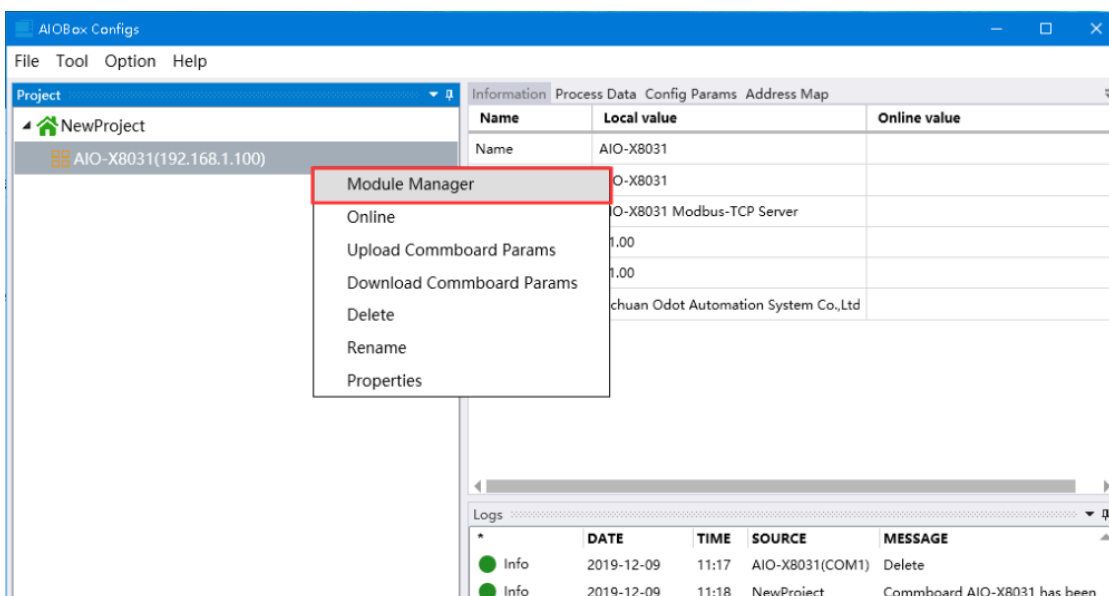 AIOBox Configs
File Tool Option Help
Project
Information Process Data Config Params Address Map
NewProject
AIO-X8031(192.168.1.100)
Name Local value Online value
Name AIO-X8031
O-X8031
IO-X8031 Modbus-TCP Server
1.00
1.00
chuan Odot Automation System Co.,Ltd
Module Manager
Online
Upload Commboard Params
Download Commboard Params
Delete
Rename
Properties
Logs
* DATE TIME SOURCE MESSAGE
Info 2019-12-09 11:17 AIO-X8031(COM1) Delete
Info 2019-12-09 11:18 NewProject Commboard AIO-X8031 has been